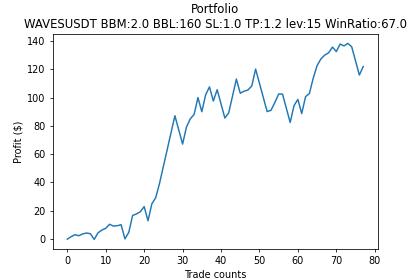 Portfolio
WAVESUSDT BBM:2.0 BBL:160 SL:1.0 TP:1.2 lev:15 WinRatio:67.0
140
120
100
80
60
40
20
0
Profit ($)
0 10 20 30 40 50 60 70 80
Trade counts